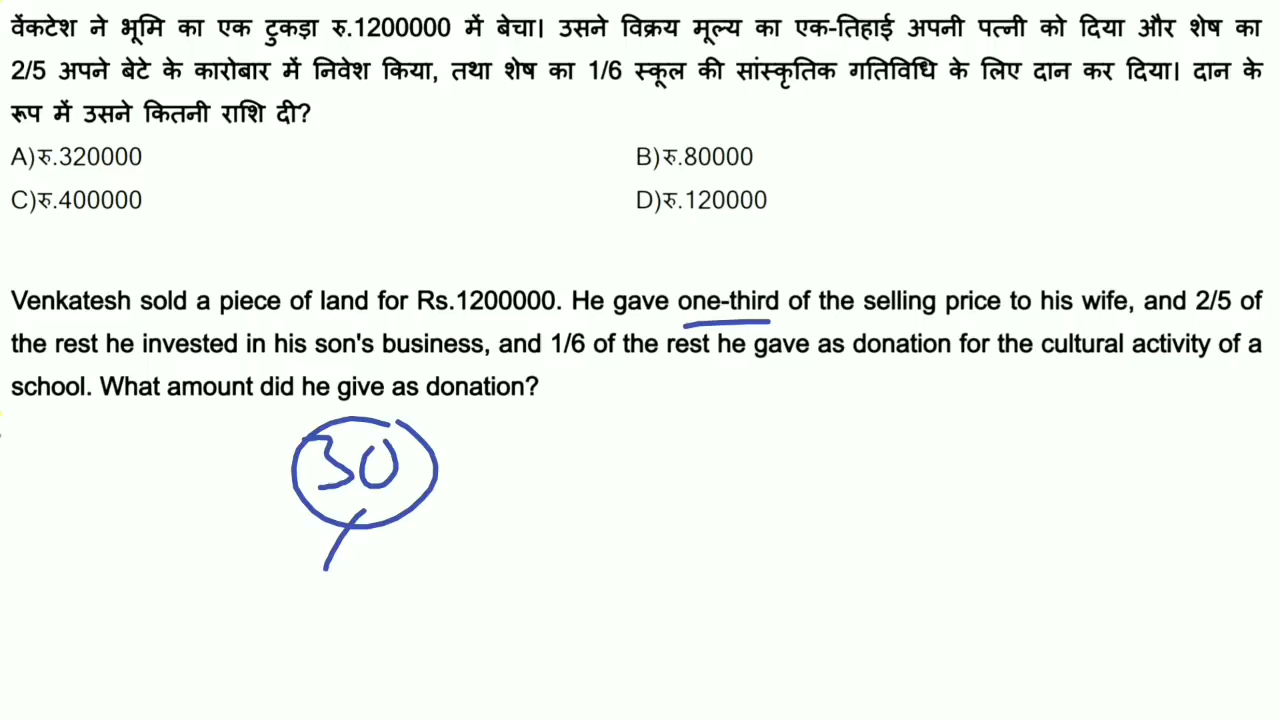 वेंकटेश ने भूमि का एक टुकड़ा रु.1200000 में बेचा। उसने विक्रय मूल्य का एक-तिहाई अपनी पत्नी को दिया और शेष का
2/5 अपने बेटे के कारोबार में निवेश किया, तथा शेष का 1/6 स्कूल की सांस्कृतिक गतिविधि के लिए दान कर दिया। दान के
रूप में उसने कितनी राशि दी?
A)रु.320000 B)रु.80000
C)रु.400000 D)रु.120000
Venkatesh sold a piece of land for Rs.1200000. He gave one-third of the selling price to his wife, and 2/5 of
the rest he invested in his son's business, and 1/6 of the rest he gave as donation for the cultural activity of a
school. What amount did he give as donation?
30